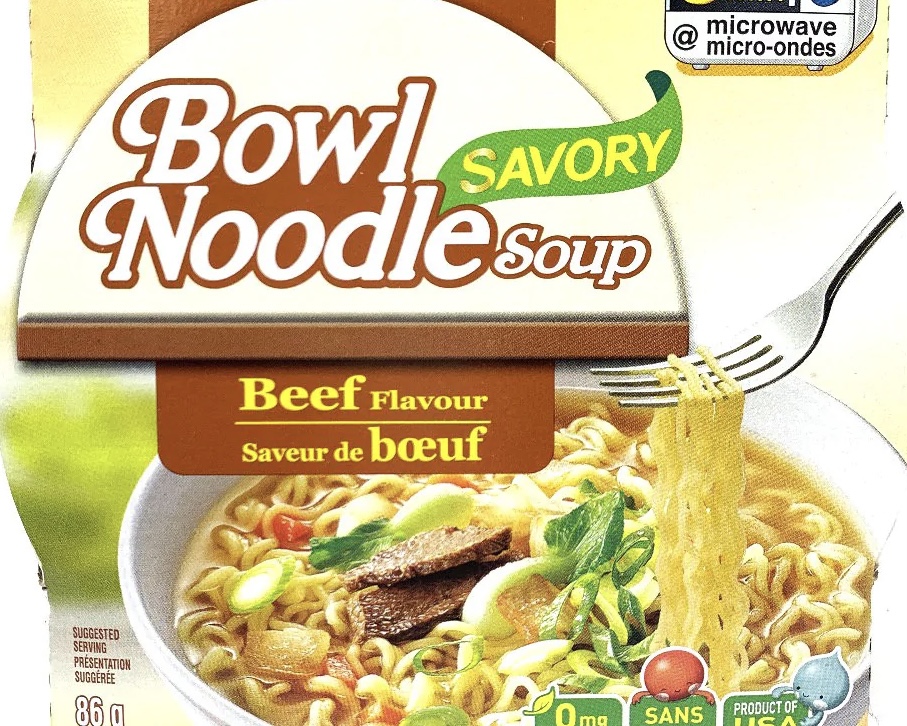 @ microwave
micro-ondes
Bowl
Noodle Soup
SAVORY
Beef Flavour
Saveur de bœuf
SUGGESTED
SERVING
PRÉSENTATION
SUGGÉRÉE
86 g
0mg
SANS
PRODUCT OF
USA